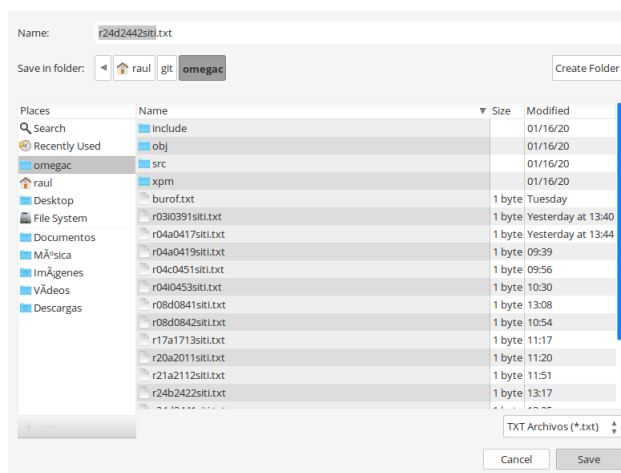 Name: r24d2442siti.txt
Save in folder: raul git omegac Create Folder
Places Name Size Modified
Search include 01/16/20
Recently Used obj 01/16/20
omegac src 01/16/20
raul xpm 01/16/20
Desktop burof.txt 1 byte Tuesday
File System r03i0391siti.txt 1 byte Yesterday at 13:40
Documentos r04a0417siti.txt 1 byte Yesterday at 13:44
MÃºsica r04a0419siti.txt 1 byte 09:39
ImÃ¡genes r04c0451siti.txt 1 byte 09:56
VÃdeos r04i0453siti.txt 1 byte 10:30
Descargas r08d0841siti.txt 1 byte 13:08
r08d0842siti.txt 1 byte 10:54
r17a1713siti.txt 1 byte 11:17
r20a2011siti.txt 1 byte 11:20
r21a2112siti.txt 1 byte 11:51
r24b2422siti.txt 1 byte 13:17
TXT Archivos (*.txt)
Cancel Save